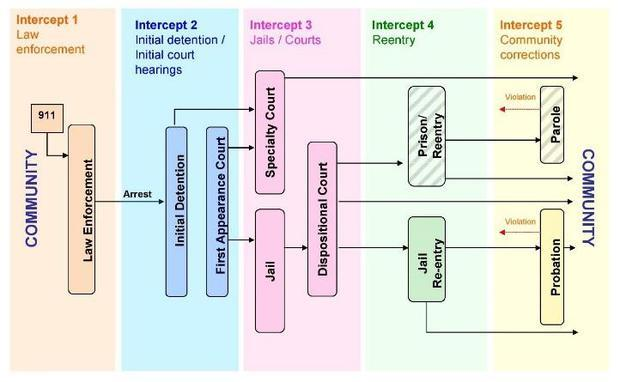 Intercept 1
Law
enforcement
Intercept 2
Initial detention /
Initial court
hearings
Intercept 3
Jails / Courts
Intercept 4
Reentry
Intercept 5
Community
corrections
911
COMMUNITY
Law Enforcement
Arrest
Initial Detention
First Appearance Court
Specialty Court
Jail
Dispositional Court
Prison/
Reentry
Jail
Re-entry
Violation
Parole
Violation
Probation
COMMUNITY